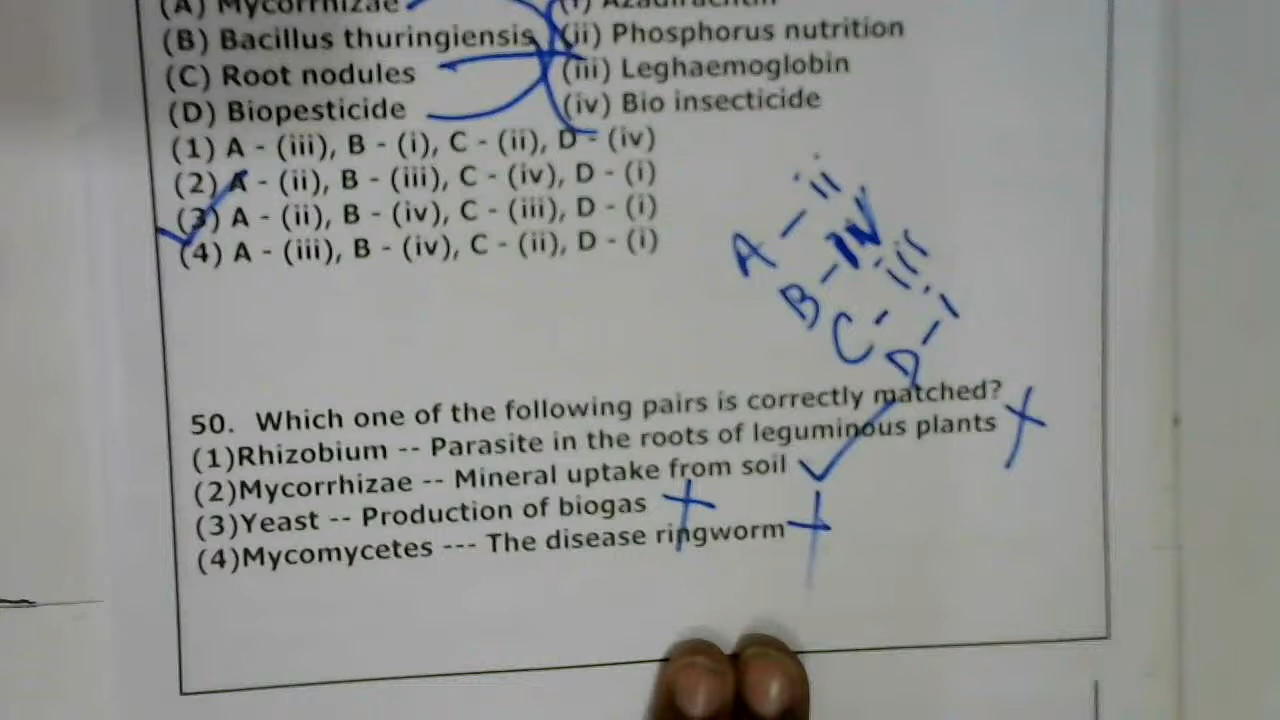 (A) Mycorrhizae (i) Azadirachtin
(B) Bacillus thuringiensis (ii) Phosphorus nutrition
(C) Root nodules (iii) Leghaemoglobin
(D) Biopesticide (iv) Bio insecticide
(1) A - (iii), B - (i), C - (ii), D - (iv)
(2) A - (ii), B - (iii), C - (iv), D - (i)
(3) A - (ii), B - (iv), C - (iii), D - (i)
(4) A - (iii), B - (iv), C - (ii), D - (i)
A - ii
B - iv
C - iii
D - i
50. Which one of the following pairs is correctly matched?
(1)Rhizobium -- Parasite in the roots of leguminous plants
(2)Mycorrhizae -- Mineral uptake from soil
(3)Yeast -- Production of biogas
(4)Mycomycetes --- The disease ringworm